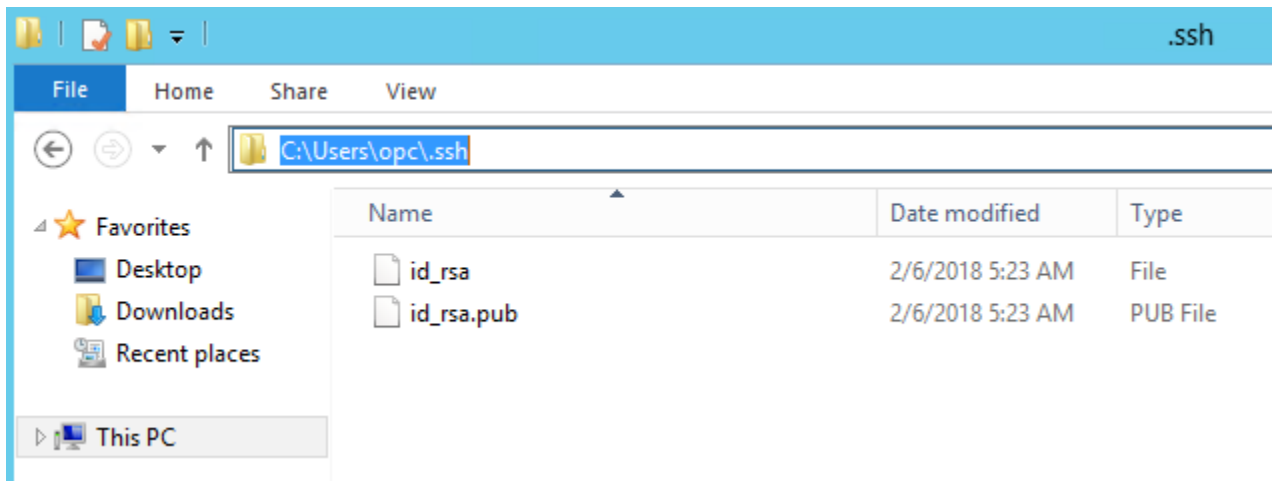 .ssh
File Home Share View
C:\Users\opc\.ssh
Name Date modified Type
Favorites
Desktop
Downloads
Recent places
This PC
id_rsa 2/6/2018 5:23 AM File
id_rsa.pub 2/6/2018 5:23 AM PUB File